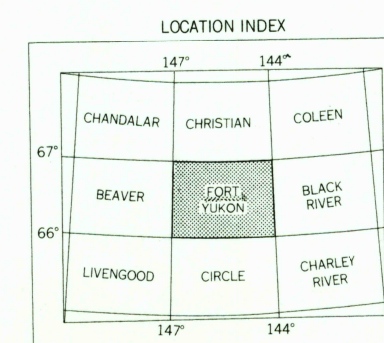 LOCATION INDEX
147° 144°
CHANDALAR CHRISTIAN COLEEN
67°
BEAVER FORT YUKON BLACK RIVER
66°
LIVENGOOD CIRCLE CHARLEY RIVER
147° 144°